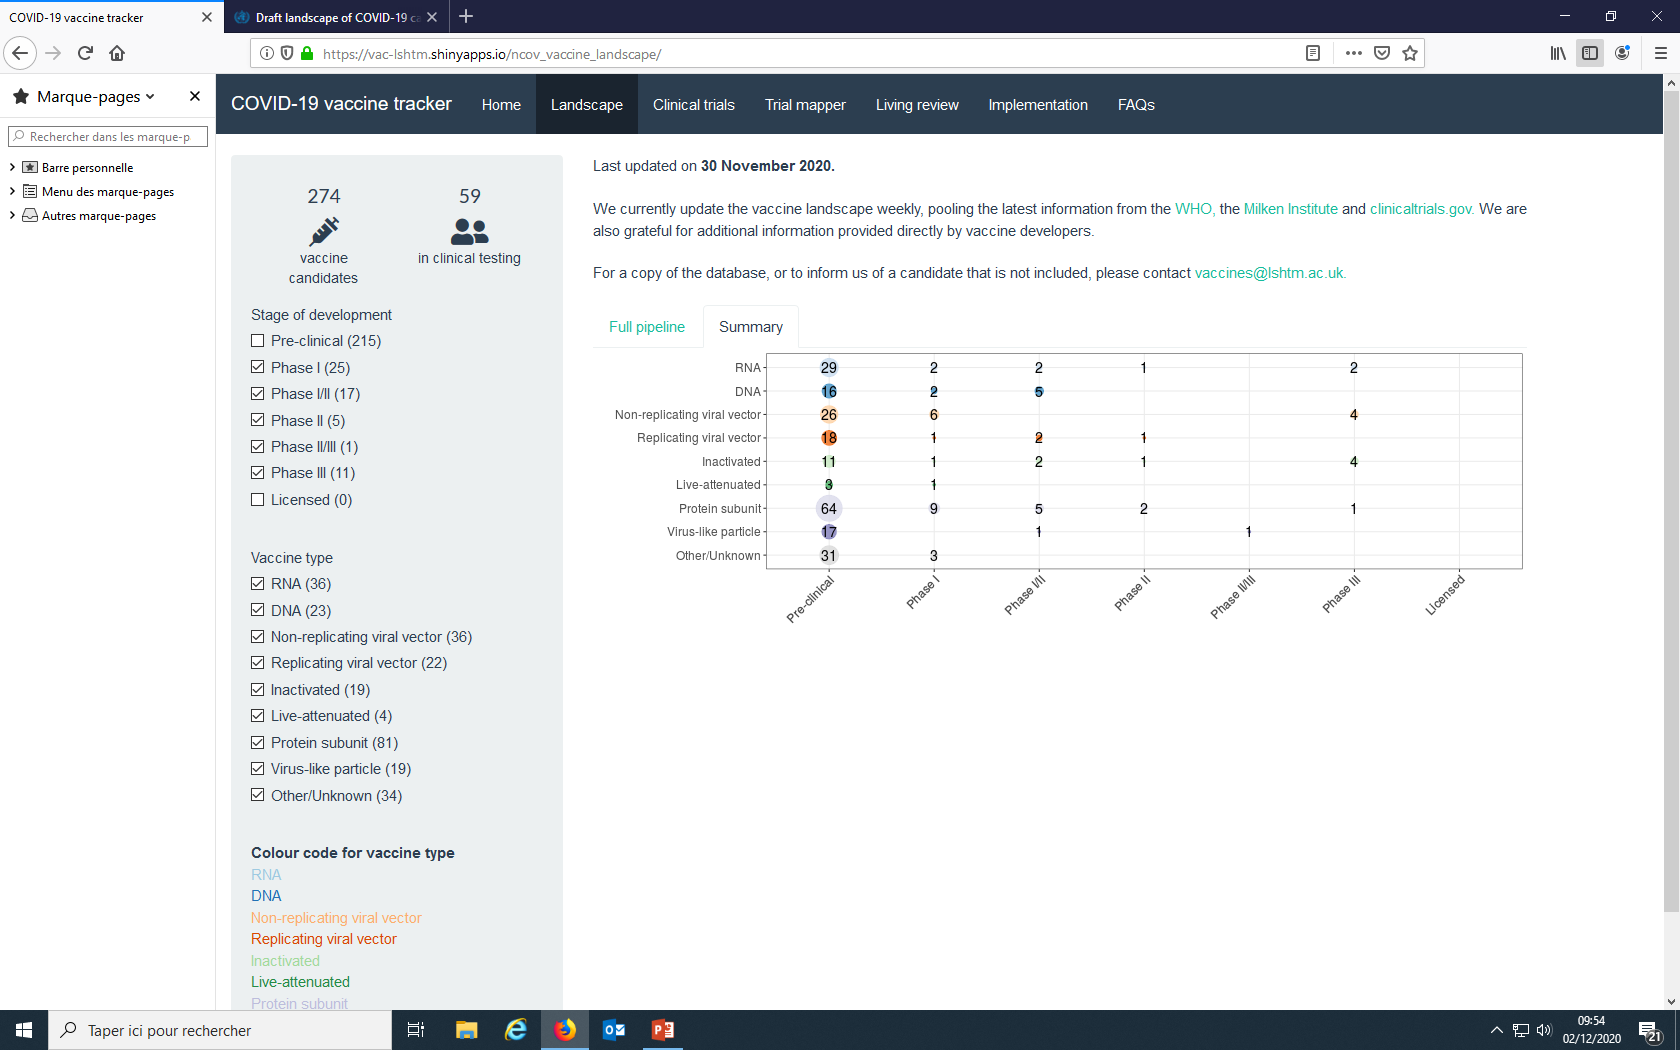 COVID-19 vaccine tracker
Draft landscape of COVID-19 ca
https://vac-lshtm.shinyapps.io/ncov_vaccine_landscape/
Marque-pages
Rechercher dans les marque-p
Barre personnelle
Menu des marque-pages
Autres marque-pages
COVID-19 vaccine tracker Home Landscape Clinical trials Trial mapper Living review Implementation FAQs
274
vaccine
candidates
59
in clinical testing
Stage of development
Pre-clinical (215)
Phase I (25)
Phase I/II (17)
Phase II (5)
Phase II/III (1)
Phase III (11)
Licensed (0)
Vaccine type
RNA (36)
DNA (23)
Non-replicating viral vector (36)
Replicating viral vector (22)
Inactivated (19)
Live-attenuated (4)
Protein subunit (81)
Virus-like particle (19)
Other/Unknown (34)
Colour code for vaccine type
RNA
DNA
Non-replicating viral vector
Replicating viral vector
Inactivated
Live-attenuated
Protein subunit
Last updated on 30 November 2020.
We currently update the vaccine landscape weekly, pooling the latest information from the WHO, the Milken Institute and clinicaltrials.gov. We are
also grateful for additional information provided directly by vaccine developers.
For a copy of the database, or to inform us of a candidate that is not included, please contact vaccines@lshtm.ac.uk.
Full pipeline Summary
RNA 29 2 2 1 2
DNA 16 2 5
Non-replicating viral vector 26 6 4
Replicating viral vector 18 1 2 1
Inactivated 11 1 2 1 4
Live-attenuated 3 1
Protein subunit 64 9 5 2 1
Virus-like particle 17 1 1
Other/Unknown 31 3
Pre-clinical Phase I Phase I/II Phase II Phase II/III Phase III Licensed
Taper ici pour rechercher
09:54
02/12/2020
21